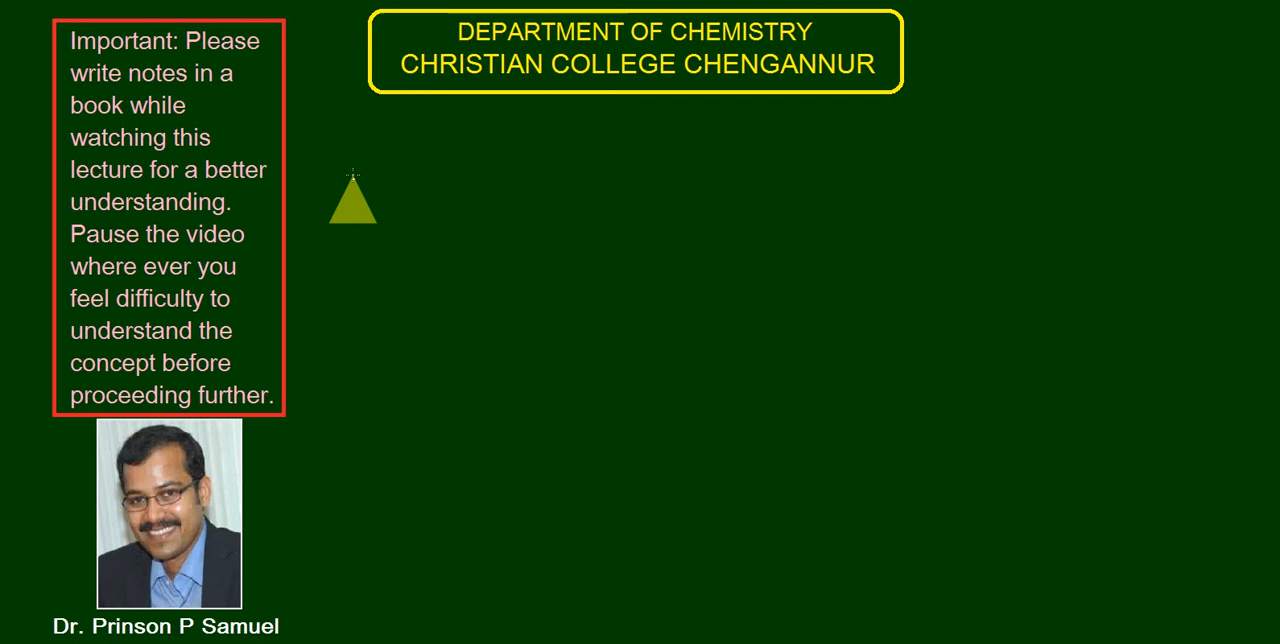 Important: Please
write notes in a
book while
watching this
lecture for a better
understanding.
Pause the video
where ever you
feel difficulty to
understand the
concept before
proceeding further.
Dr. Prinson P Samuel
DEPARTMENT OF CHEMISTRY
CHRISTIAN COLLEGE CHENGANNUR